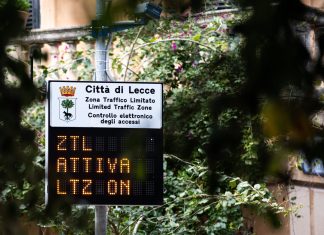 Città di Lecce
Zona Traffico Limitato
Limited Traffic Zone
Controllo elettronico
degli accessi
ZTL
ATTIVA
LTZ ON